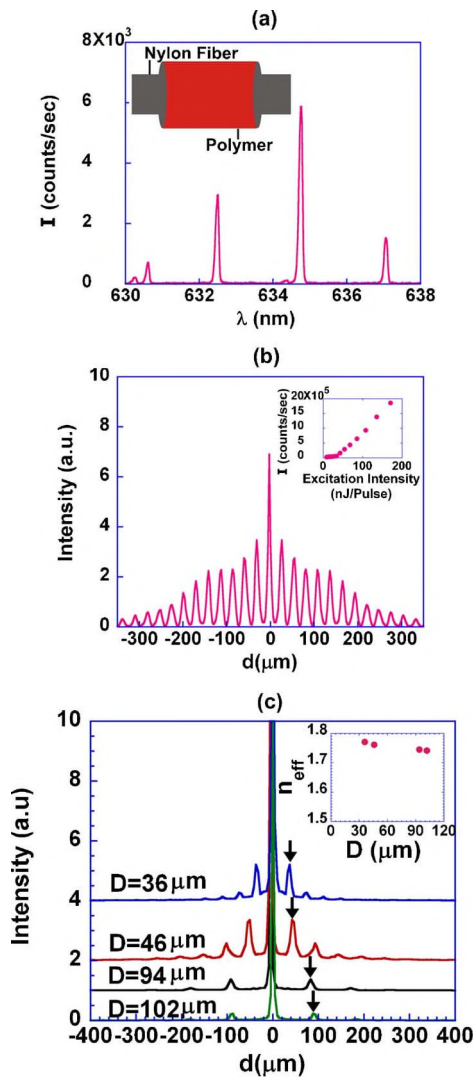 (a)
8X10³
Nylon Fiber
6
4
Polymer
2
0
I (counts/sec)
630 632 634 636 638
λ (nm)
(b)
10
8
6
4
2
0
Intensity (a.u.)
20X10⁵
15
10
5
0
I (counts/sec)
0 100 200
Excitation Intensity
(nJ/Pulse)
-300 -200 -100 0 100 200 300
d(μm)
(c)
10
8
6
4
2
0
Intensity (a.u)
1.8
1.7
1.6
1.5
n_eff
0 30 60 90 120
D (μm)
D=36μm
D=46μm
D=94μm
D=102μm
-400 -300 -200 -100 0 100 200 300 400
d(μm)